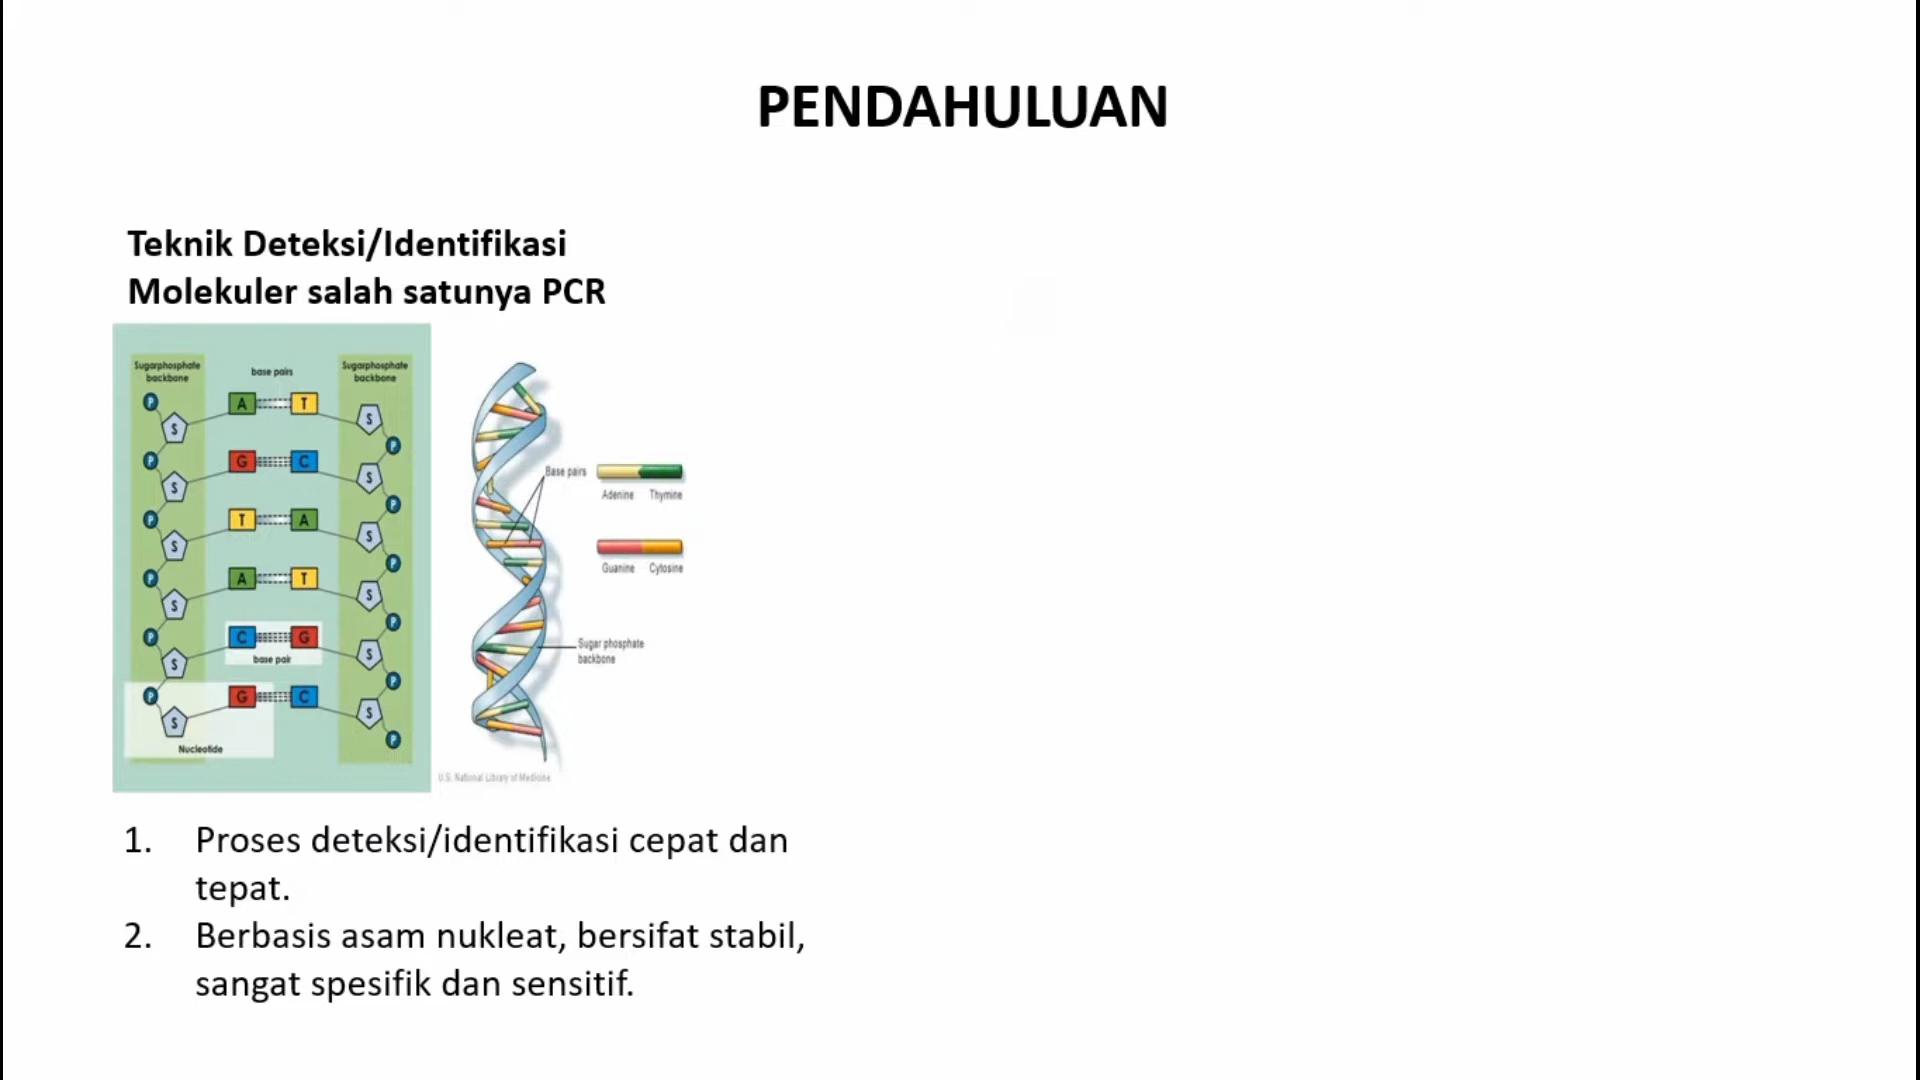 PENDAHULUAN
Teknik Deteksi/Identifikasi
Molekuler salah satunya PCR
Sugarphosphate
backbone
base pairs
Sugarphosphate
backbone
P
A
T
S
S
P
P
G
C
S
S
P
P
T
A
S
S
P
P
A
T
S
S
P
P
C
G
base pair
S
S
P
P
G
C
S
S
Nucleotide
P
Base pairs
Adenine Thymine
Guanine Cytosine
Sugar phosphate
backbone
U.S. National Library of Medicine
1. Proses deteksi/identifikasi cepat dan
tepat.
2. Berbasis asam nukleat, bersifat stabil,
sangat spesifik dan sensitif.